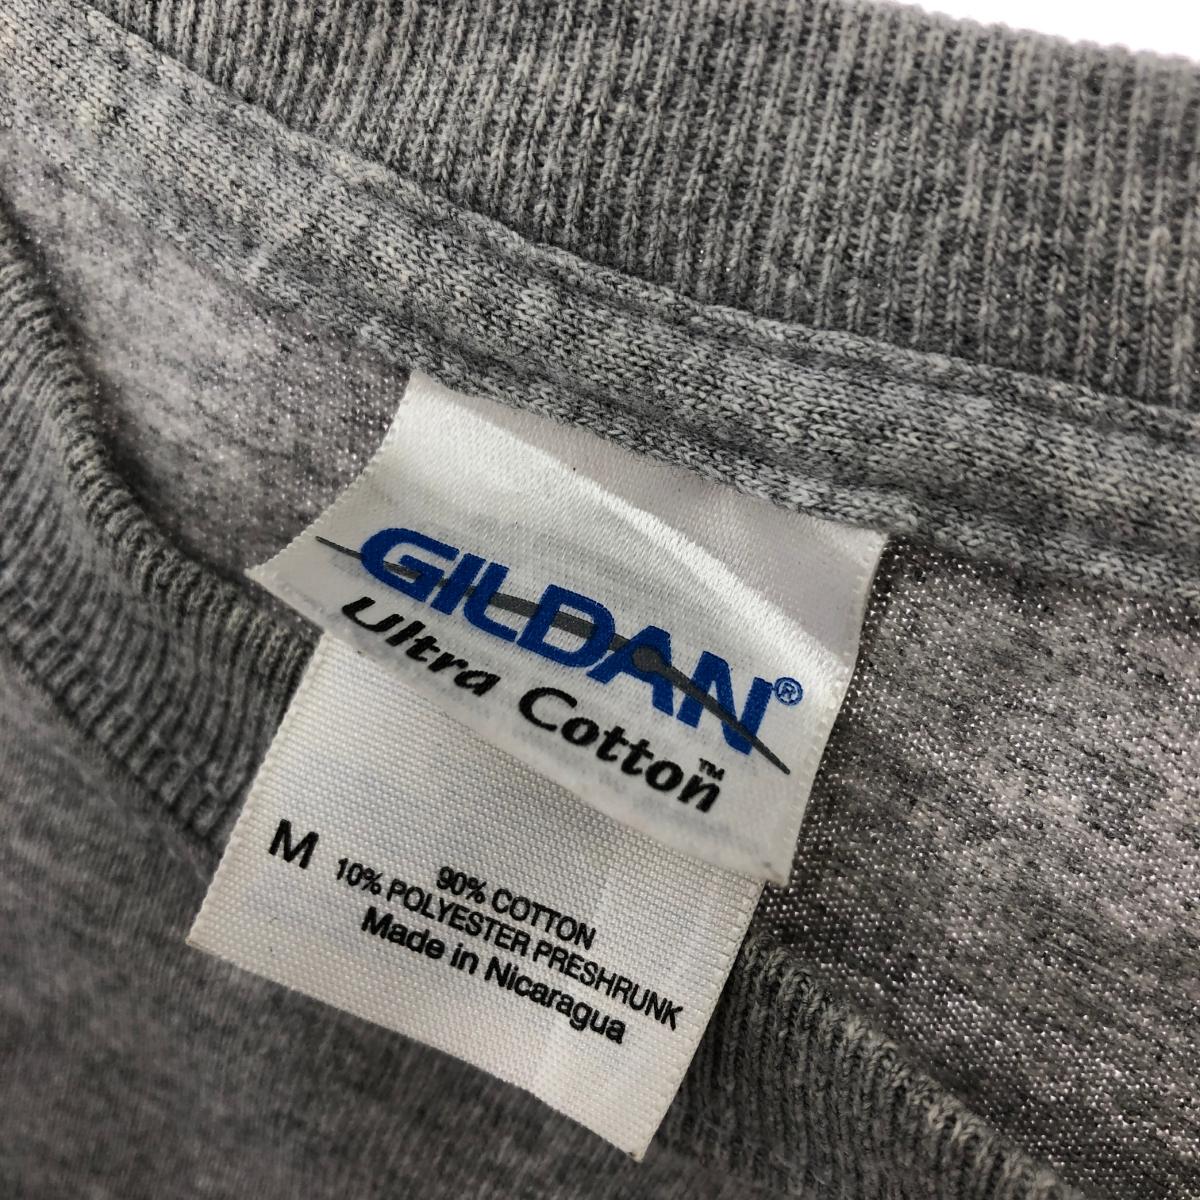 GILDAN®
Ultra Cotton™
M
90% COTTON
10% POLYESTER PRESHRUNK
Made in Nicaragua